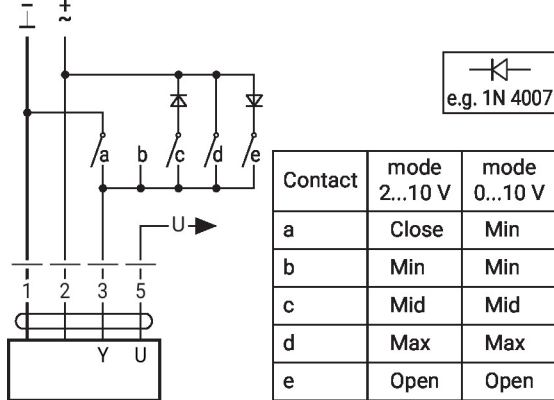 – +
⊥ ~
e.g. 1N 4007
a b c d e
U
1 2 3 5
Y U
Contact mode 2...10 V mode 0...10 V
a Close Min
b Min Min
c Mid Mid
d Max Max
e Open Open